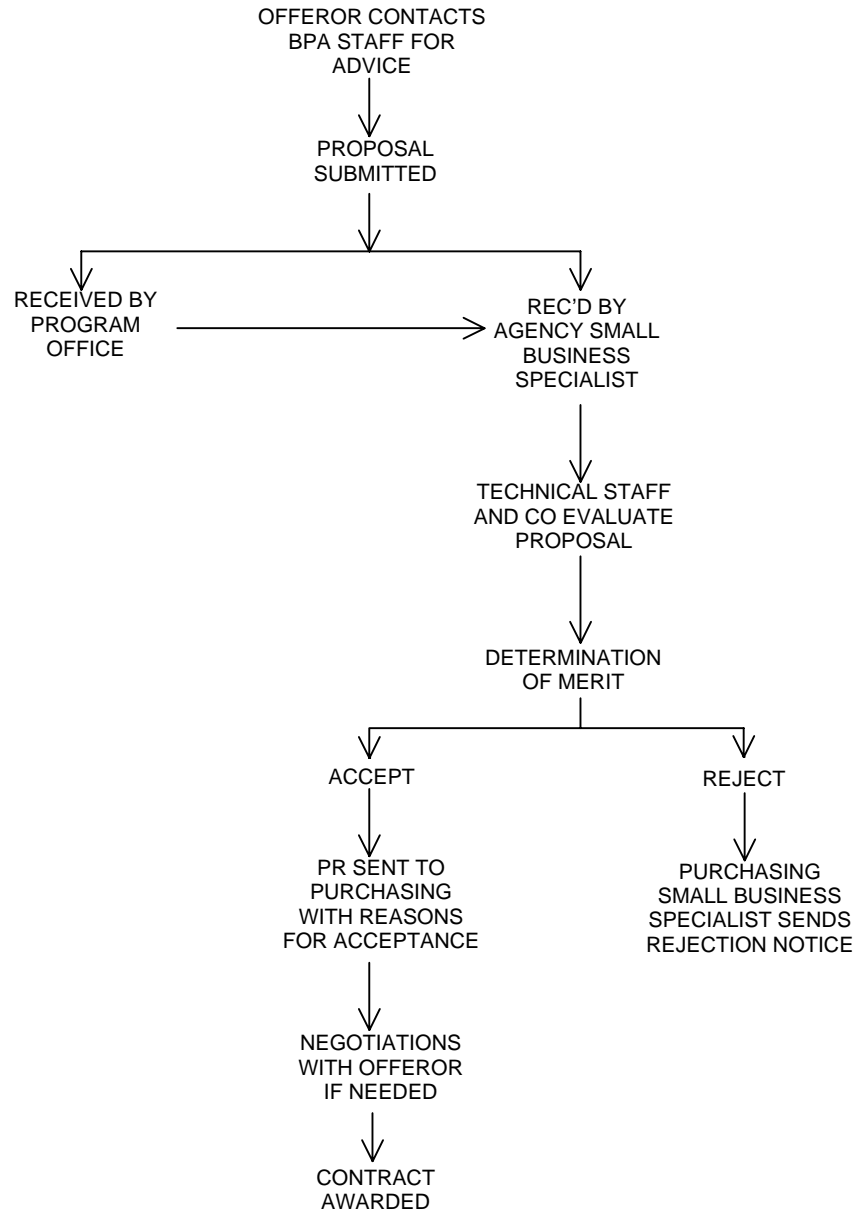 OFFEROR CONTACTS
BPA STAFF FOR
ADVICE
PROPOSAL
SUBMITTED
RECEIVED BY
PROGRAM
OFFICE
REC'D BY
AGENCY SMALL
BUSINESS
SPECIALIST
TECHNICAL STAFF
AND CO EVALUATE
PROPOSAL
DETERMINATION
OF MERIT
ACCEPT
REJECT
PR SENT TO
PURCHASING
WITH REASONS
FOR ACCEPTANCE
PURCHASING
SMALL BUSINESS
SPECIALIST SENDS
REJECTION NOTICE
NEGOTIATIONS
WITH OFFEROR
IF NEEDED
CONTRACT
AWARDED